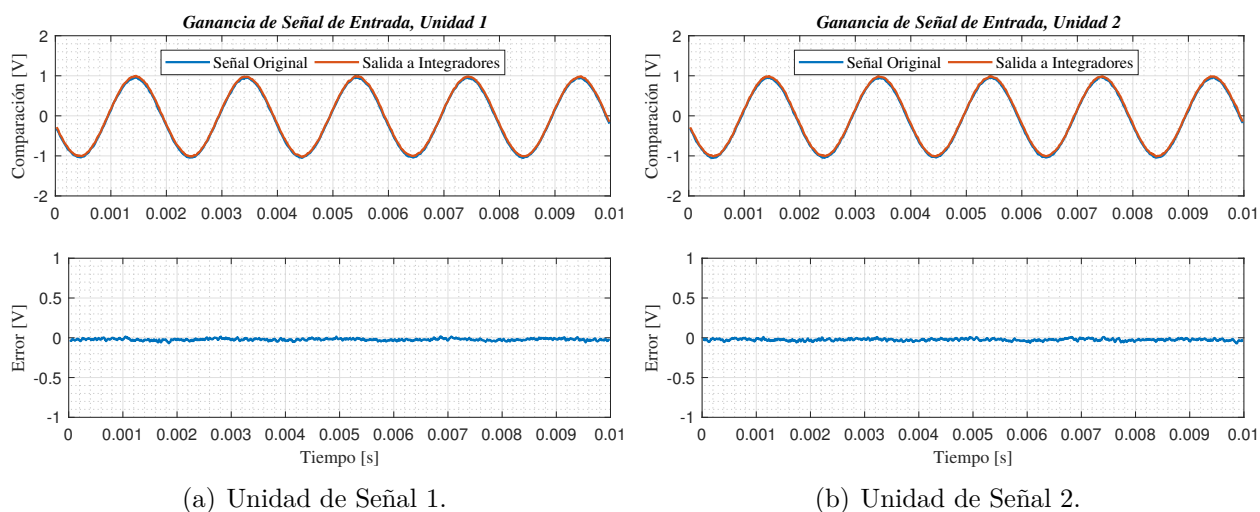 Ganancia de Señal de Entrada, Unidad 1
Comparación [V]
2
1
0
-1
-2
Señal Original
Salida a Integradores
0 0.001 0.002 0.003 0.004 0.005 0.006 0.007 0.008 0.009 0.01
Error [V]
1
0.5
0
-0.5
-1
0 0.001 0.002 0.003 0.004 0.005 0.006 0.007 0.008 0.009 0.01
Tiempo [s]
(a) Unidad de Señal 1.
Ganancia de Señal de Entrada, Unidad 2
Comparación [V]
2
1
0
-1
-2
Señal Original
Salida a Integradores
0 0.001 0.002 0.003 0.004 0.005 0.006 0.007 0.008 0.009 0.01
Error [V]
1
0.5
0
-0.5
-1
0 0.001 0.002 0.003 0.004 0.005 0.006 0.007 0.008 0.009 0.01
Tiempo [s]
(b) Unidad de Señal 2.